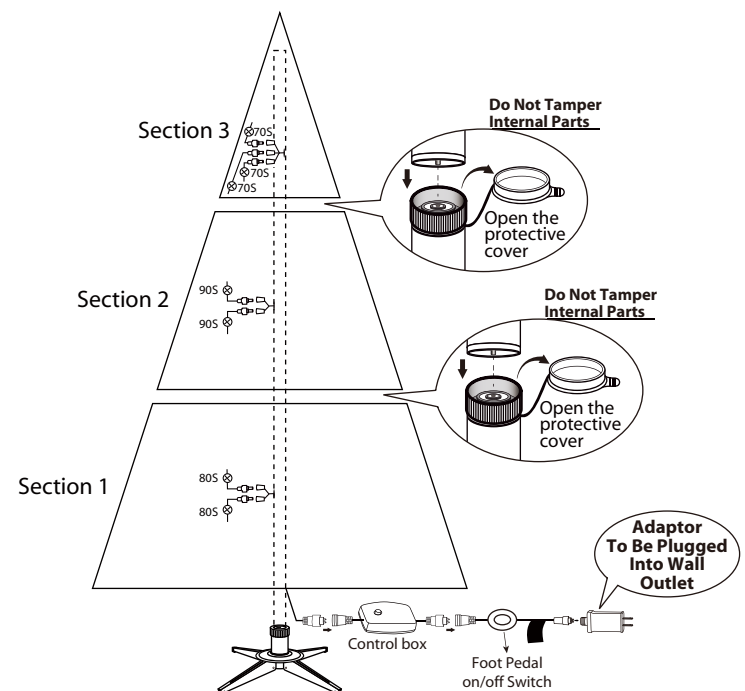 Do Not Tamper
Internal Parts
Section 3
70S
70S
70S
Open the
protective
cover
Section 2
90S
90S
Do Not Tamper
Internal Parts
Open the
protective
cover
Section 1
80S
80S
Adaptor
To Be Plugged
Into Wall
Outlet
Control box
Foot Pedal
on/off Switch